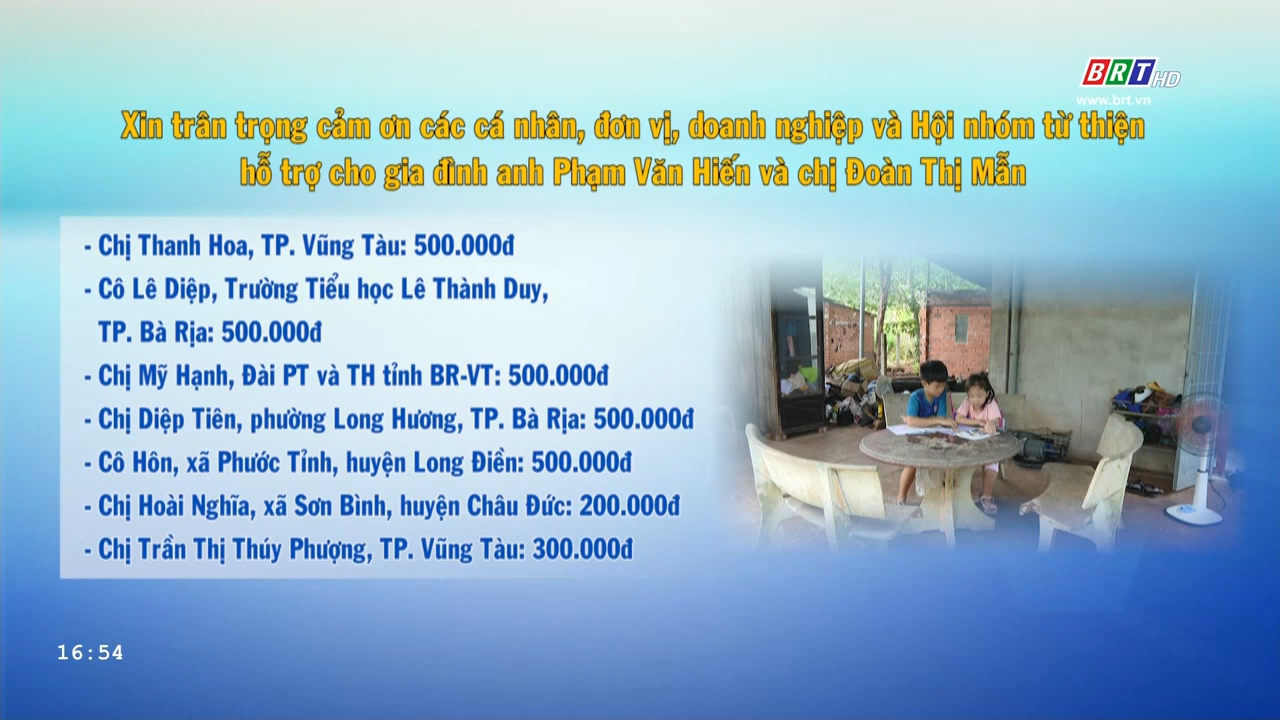 BRT HD
www.brt.vn
Xin trân trọng cảm ơn các cá nhân, đơn vị, doanh nghiệp và Hội nhóm từ thiện
hỗ trợ cho gia đình anh Phạm Văn Hiến và chị Đoàn Thị Mẫn
- Chị Thanh Hoa, TP. Vũng Tàu: 500.000đ
- Cô Lê Diệp, Trường Tiểu học Lê Thành Duy,
TP. Bà Rịa: 500.000đ
- Chị Mỹ Hạnh, Đài PT và TH tỉnh BR-VT: 500.000đ
- Chị Diệp Tiên, phường Long Hương, TP. Bà Rịa: 500.000đ
- Cô Hôn, xã Phước Tỉnh, huyện Long Điền: 500.000đ
- Chị Hoài Nghĩa, xã Sơn Bình, huyện Châu Đức: 200.000đ
- Chị Trần Thị Thúy Phượng, TP. Vũng Tàu: 300.000đ
16:54